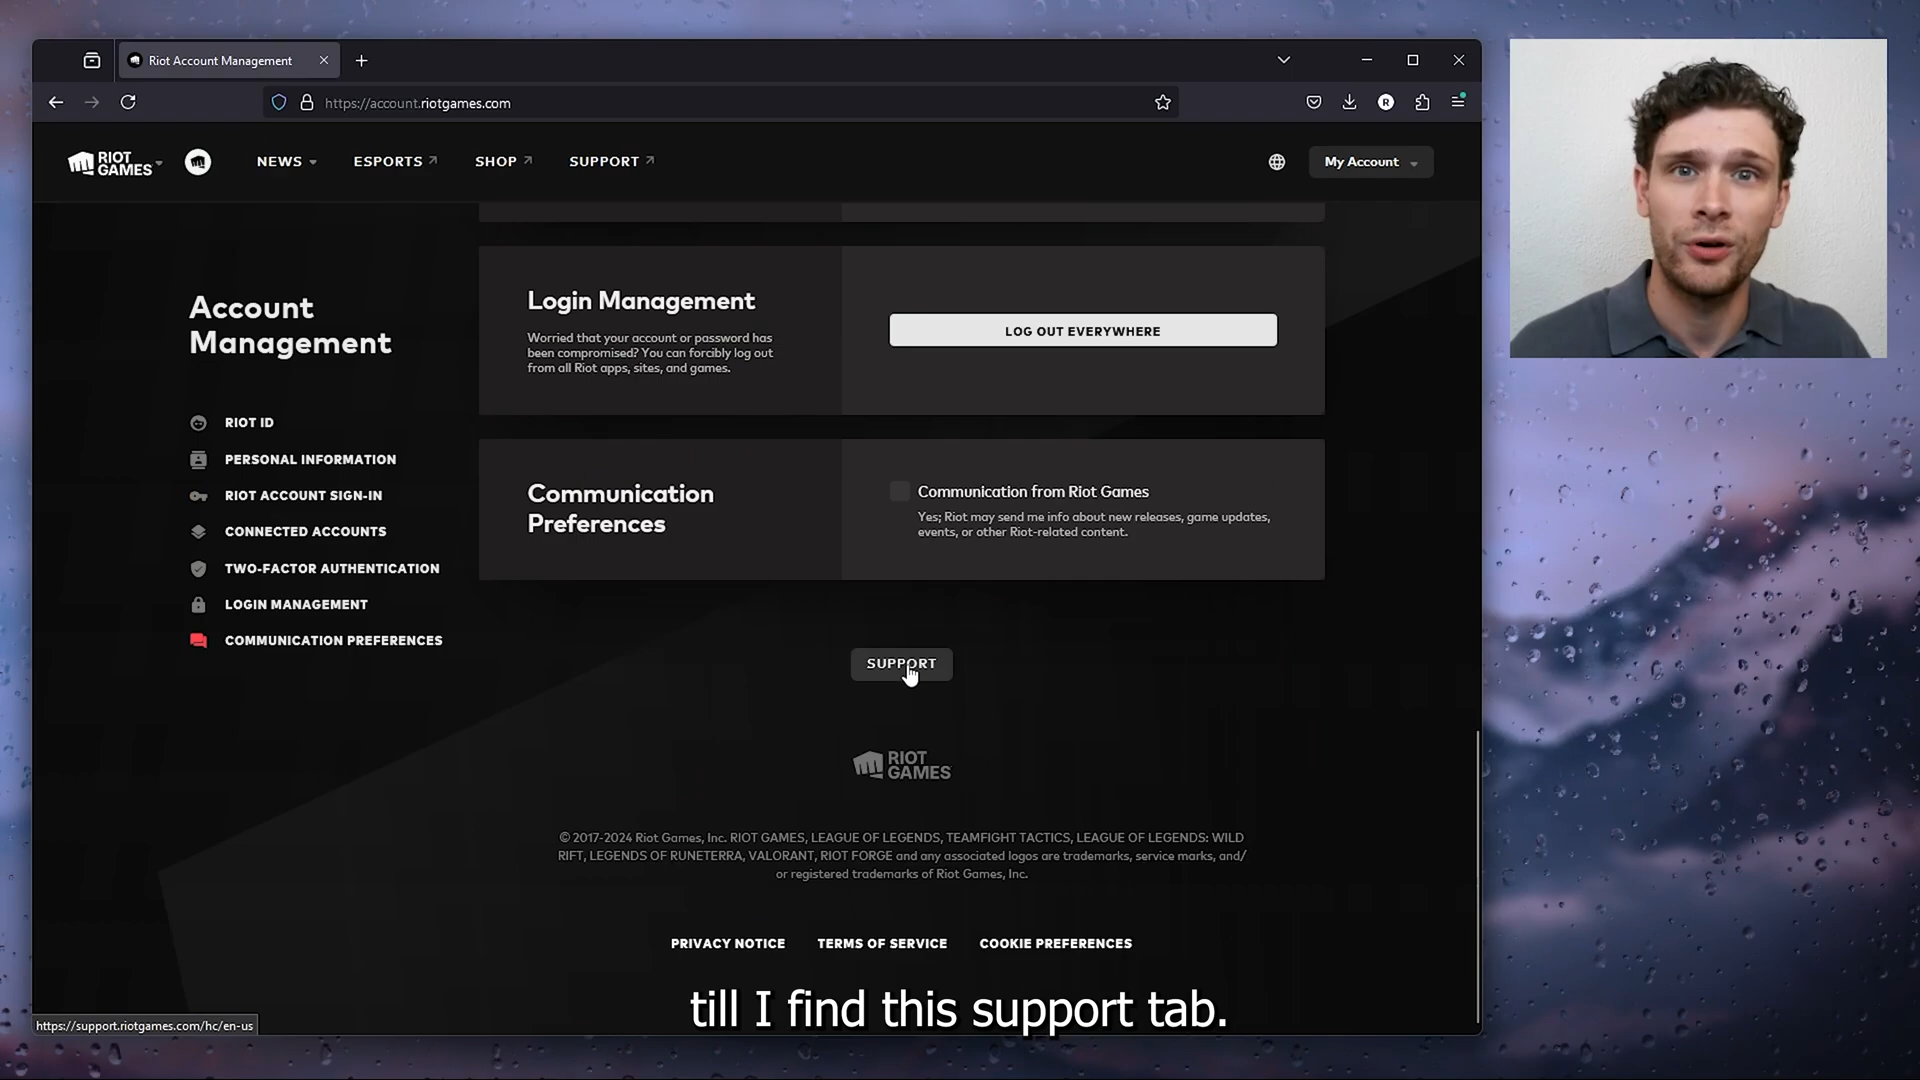 Riot Account Management
https://account.riotgames.com
R
RIOT GAMES
NEWS
ESPORTS
SHOP
SUPPORT
My Account
Account
Management
RIOT ID
PERSONAL INFORMATION
RIOT ACCOUNT SIGN-IN
CONNECTED ACCOUNTS
TWO-FACTOR AUTHENTICATION
LOGIN MANAGEMENT
COMMUNICATION PREFERENCES
Login Management
Worried that your account or password has
been compromised? You can forcibly log out
from all Riot apps, sites, and games.
LOG OUT EVERYWHERE
Communication
Preferences
Communication from Riot Games
Yes; Riot may send me info about new releases, game updates,
events, or other Riot-related content.
SUPPORT
RIOT
GAMES
© 2017-2024 Riot Games, Inc. RIOT GAMES, LEAGUE OF LEGENDS, TEAMFIGHT TACTICS, LEAGUE OF LEGENDS: WILD
RIFT, LEGENDS OF RUNETERRA, VALORANT, RIOT FORGE and any associated logos are trademarks, service marks, and/
or registered trademarks of Riot Games, Inc.
PRIVACY NOTICE
TERMS OF SERVICE
COOKIE PREFERENCES
till I find this support tab.
https://support.riotgames.com/hc/en-us